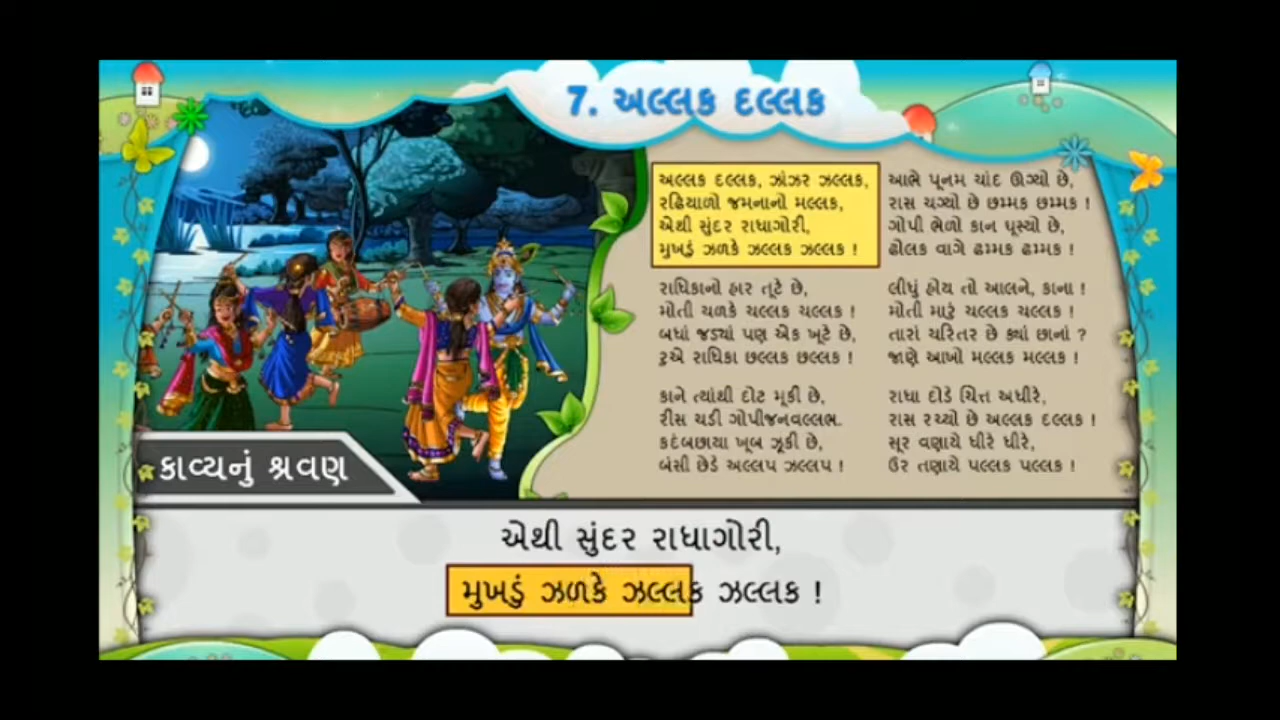 7. અલ્લક દલ્લક
અલ્લક દલ્લક, ઝાંઝર ઝલ્લક,
રઢિયાળો જમનાનો મલ્લક,
એથી સુંદર રાધાગોરી,
મુખડું ઝળકે ઝલ્લક ઝલ્લક !
રાધિકાનો હાર તૂટે છે,
મોતી ચળકે ચલ્લક ચલ્લક !
બધાં જડ્યાં પણ એક ખૂટે છે,
રુએ રાધિકા છલ્લક છલ્લક !
કાને ત્યાંથી દોટ મૂકી છે,
રીસ ચડી ગોપીજનવલ્લભ.
કદંબછાયા ખૂબ ઝૂકી છે,
બંસી છેડે અલ્લપ ઝલ્લપ !
આભે પૂનમ ચાંદ ઊગ્યો છે,
રાસ ચગ્યો છે છમ્મક છમ્મક !
ગોપી ભેળો કાન ઘૂસ્યો છે,
ઢોલક વાગે ઢમ્મક ઢમ્મક !
લીધું હોય તો આલને, કાના !
મોતી મારું ચલ્લક ચલ્લક !
તારાં ચરિતર છે ક્યાં છાનાં ?
જાણે આખો મલ્લક મલ્લક !
રાધા દોડે ચિત્ત અધીરે,
રાસ રચ્યો છે અલ્લક દલ્લક !
સૂર વણાયે ધીરે ધીરે,
ઉર તણાયે પલ્લક પલ્લક !
કાવ્યનું શ્રવણ
એથી સુંદર રાધાગોરી,
મુખડું ઝળકે ઝલ્લક ઝલ્લક !